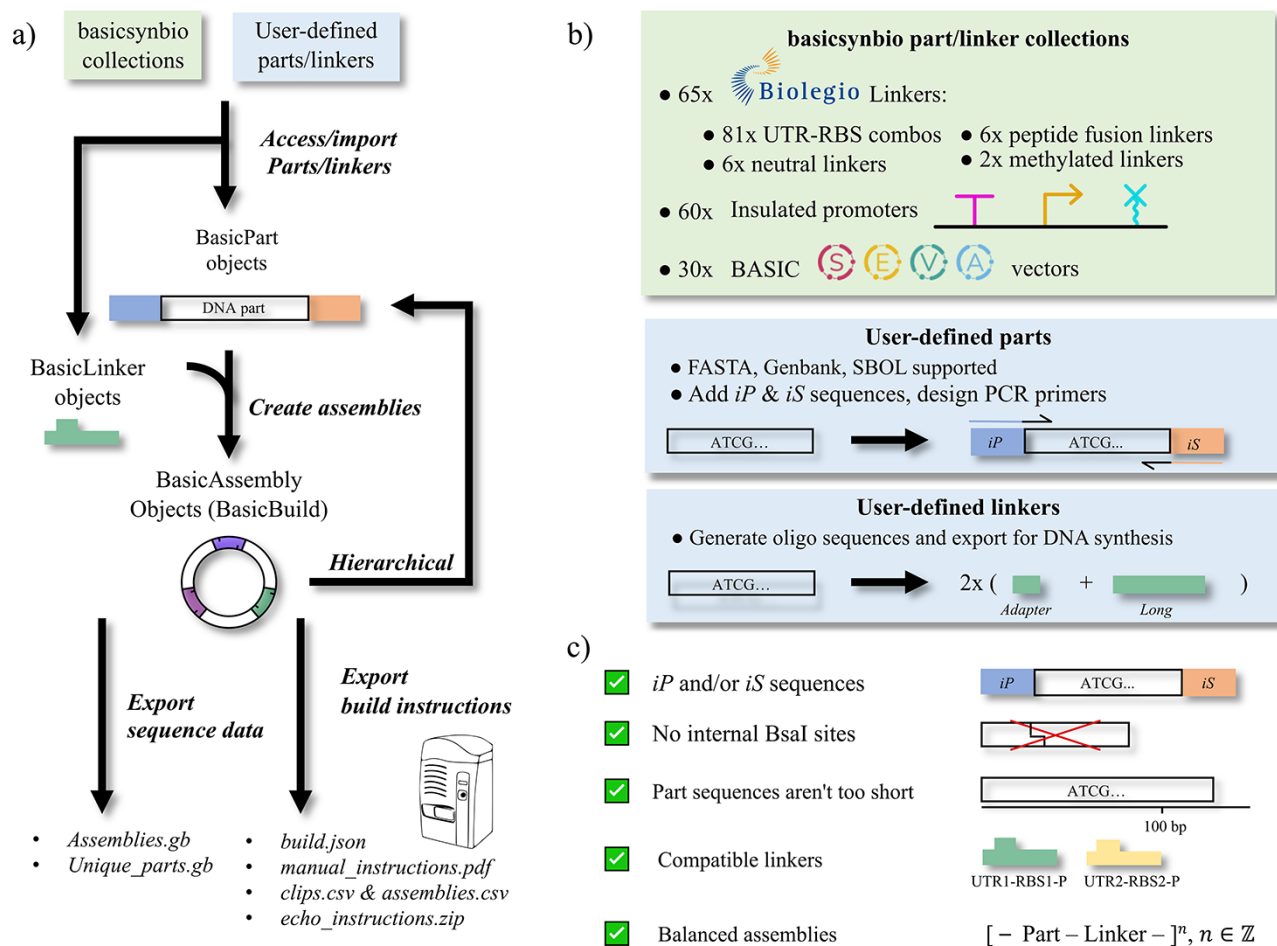 a)
basicsynbio
collections
User-defined
parts/linkers
Access/import
Parts/linkers
BasicPart
objects
DNA part
BasicLinker
objects
Create assemblies
BasicAssembly
Objects (BasicBuild)
Hierarchical
Export
sequence data
Export
build instructions
• Assemblies.gb
• Unique_parts.gb
• build.json
• manual_instructions.pdf
• clips.csv & assemblies.csv
• echo_instructions.zip
b)
basicsynbio part/linker collections
● 65x Biolegio Linkers:
● 81x UTR-RBS combos
● 6x peptide fusion linkers
● 6x neutral linkers
● 2x methylated linkers
● 60x Insulated promoters
● 30x BASIC S E V A vectors
User-defined parts
● FASTA, Genbank, SBOL supported
● Add iP & iS sequences, design PCR primers
ATCG…
iP ATCG... iS
User-defined linkers
● Generate oligo sequences and export for DNA synthesis
ATCG…
2x ( + )
Adapter Long
c)
iP and/or iS sequences
iP ATCG... iS
No internal BsaI sites
Part sequences aren't too short
ATCG…
100 bp
Compatible linkers
UTR1-RBS1-P UTR2-RBS2-P
Balanced assemblies
[ − Part – Linker – ]ⁿ, n ∈ ℤ